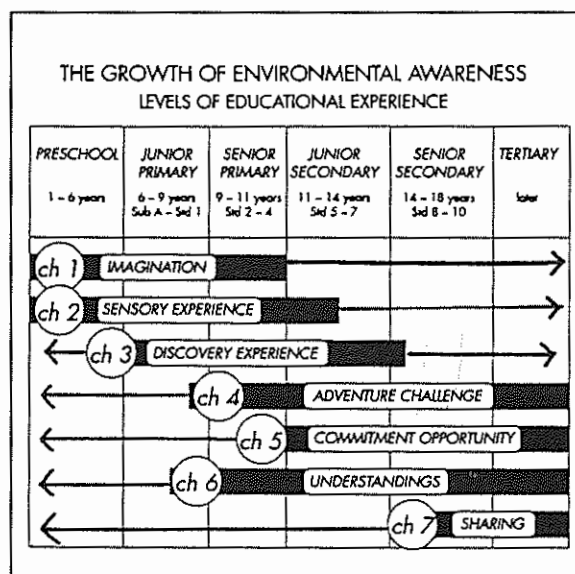 THE GROWTH OF ENVIRONMENTAL AWARENESS
LEVELS OF EDUCATIONAL EXPERIENCE
PRESCHOOL
1 – 6 years
JUNIOR
PRIMARY
6 – 9 years
Sub A – Std 1
SENIOR
PRIMARY
9 – 11 years
Std 2 – 4
JUNIOR
SECONDARY
11 – 14 years
Std 5 – 7
SENIOR
SECONDARY
14 – 18 years
Std 8 – 10
TERTIARY
later
ch 1 IMAGINATION
ch 2 SENSORY EXPERIENCE
ch 3 DISCOVERY EXPERIENCE
ch 4 ADVENTURE CHALLENGE
ch 5 COMMITMENT OPPORTUNITY
ch 6 UNDERSTANDINGS
ch 7 SHARING